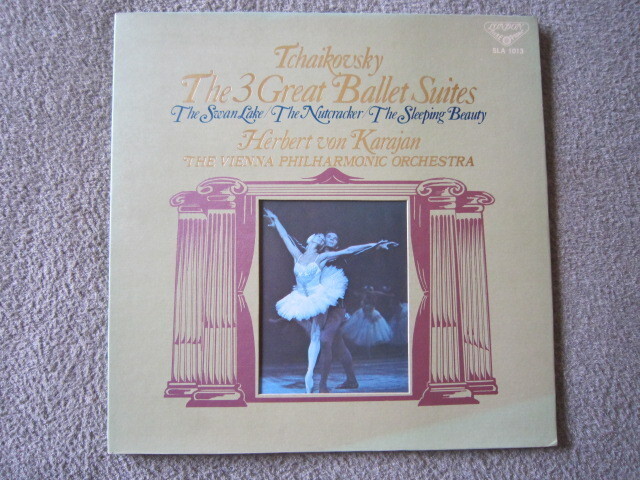 SLA 1013
Tchaikovsky
The 3 Great Ballet Suites
The Swan Lake/The Nutcracker/The Sleeping Beauty
Herbert von Karajan
THE VIENNA PHILHARMONIC ORCHESTRA